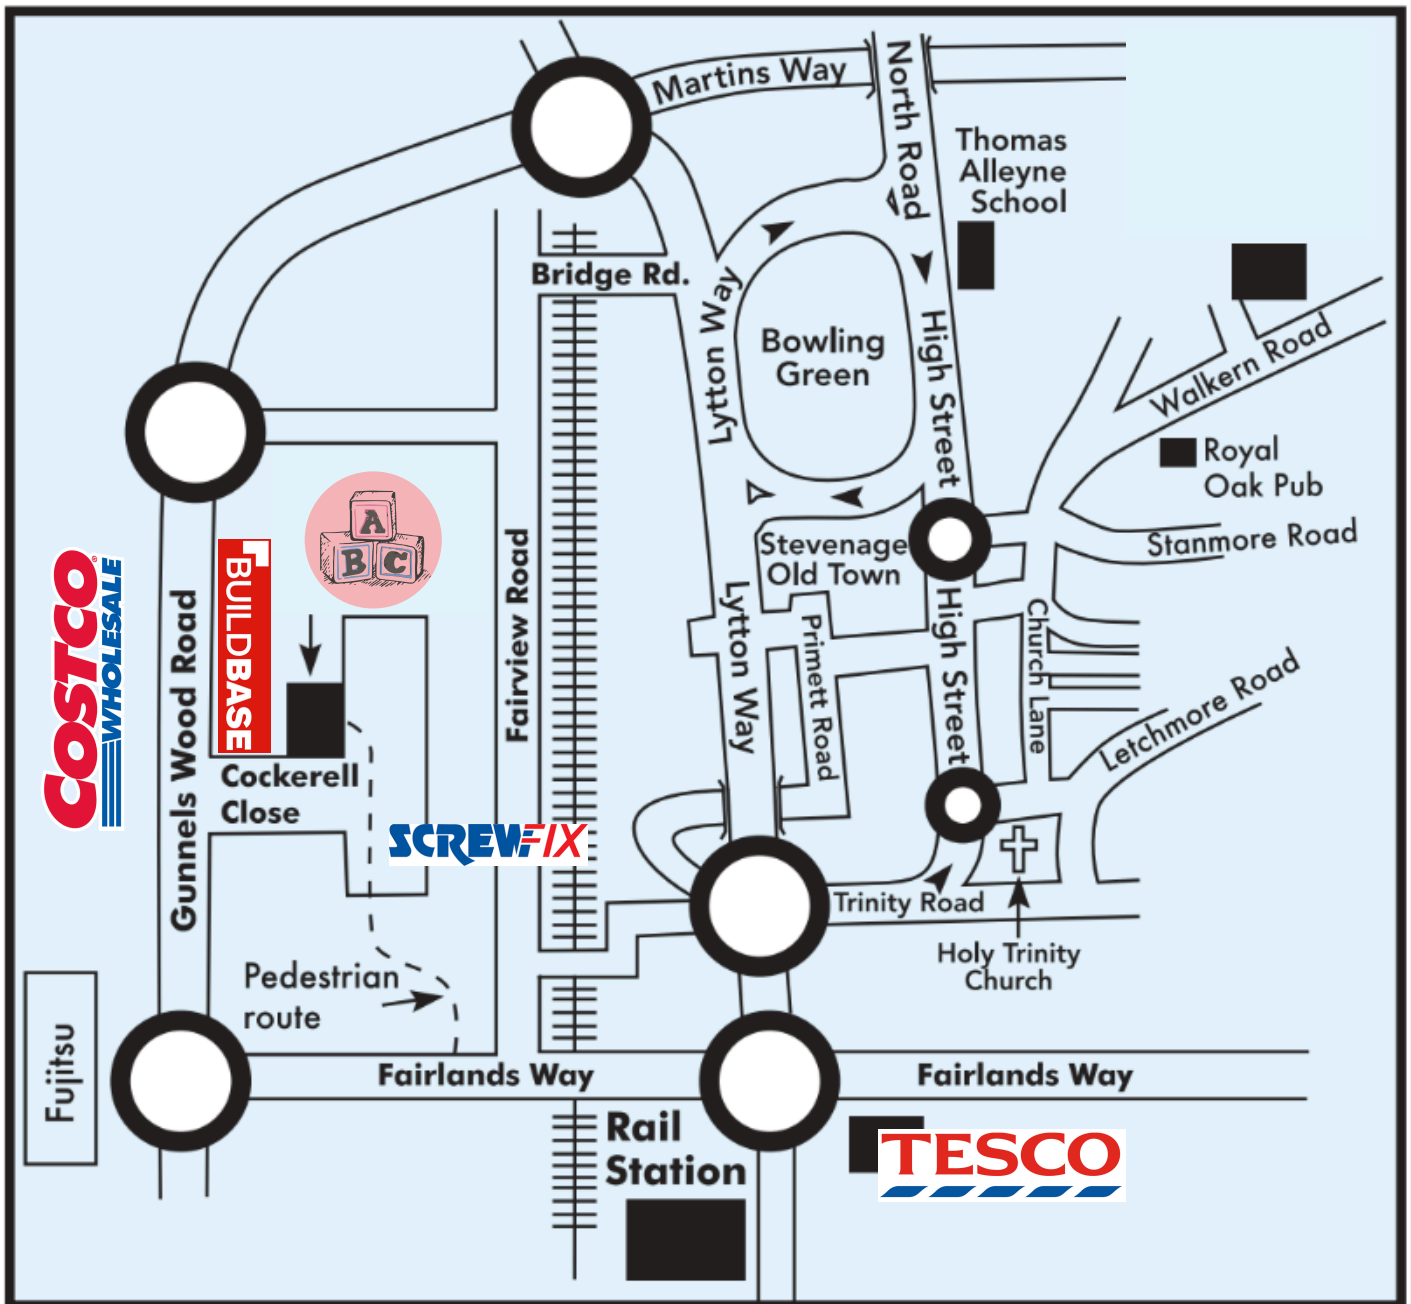 Martins Way
North Road
Thomas
Alleyne
School
Bridge Rd.
Lytton Way
Bowling
Green
High Street
Walkern Road
Royal
Oak Pub
Stanmore Road
A
B C
COSTCO
WHOLESALE
BUILDBASE
Gunnels Wood Road
Fairview Road
Stevenage
Old Town
Lytton Way
Primett Road
High Street
Church Lane
Letchmore Road
Cockerell
Close
SCREWFIX
Trinity Road
Holy Trinity
Church
Pedestrian
route
Fujitsu
Fairlands Way
Fairlands Way
Rail
Station
TESCO